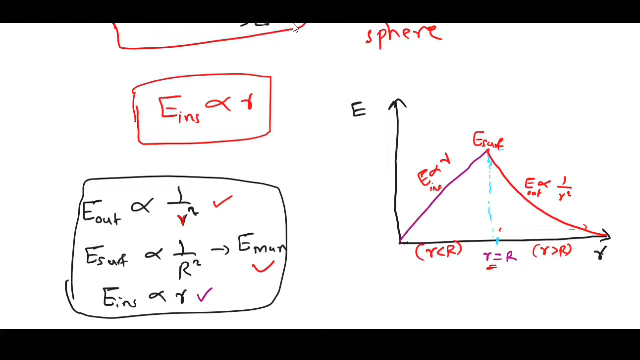 sphere
E_ins ∝ r
E_out ∝ 1/r²
E_surf ∝ 1/R² → E_max
E_ins ∝ r
E
E_surf
E_ins ∝ r
E_out ∝ 1/r²
(r<R)
r = R
(r>R)
r